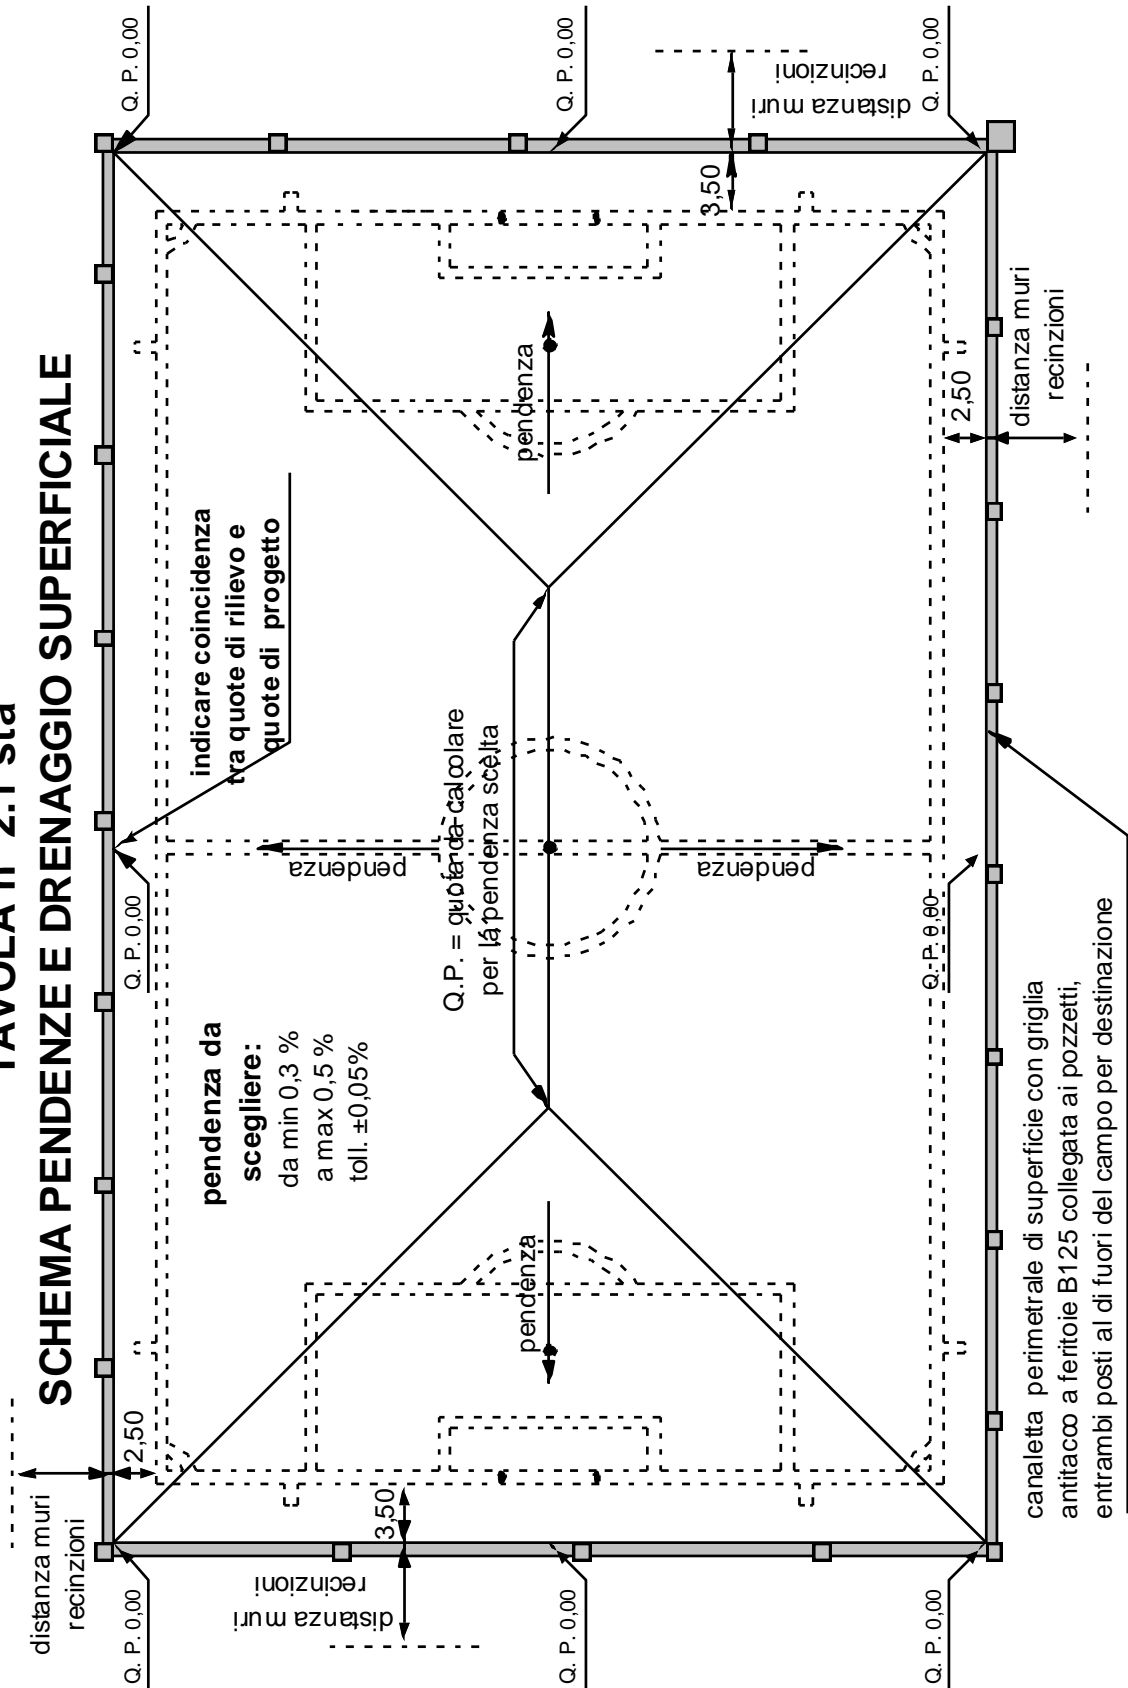 TAVOLA n° 2.1 sta
SCHEMA PENDENZE E DRENAGGIO SUPERFICIALE
distanza muri
recinzioni
2,50
Q. P. 0,00
Q. P. 0,00
Q. P. 0,00
indicare coincidenza
tra quote di rilievo e
quote di progetto
pendenza da
scegliere:
da min 0,3 %
a max 0,5 %
toll. ±0,05%
distanza muri
recinzioni
3,50
pendenza
Q.P. = quota da calcolare
per la pendenza scelta
pendenza
pendenza
Q. P. 0,00
Q. P. 0,00
pendenza
3,50
distanza muri
recinzioni
Q. P. 0,00
Q. P. 0,00
Q. P. 0,00
2,50
distanza muri
recinzioni
canaletta perimetrale di superficie con griglia
antitacco a feritoie B125 collegata ai pozzetti,
entrambi posti al di fuori del campo per destinazione